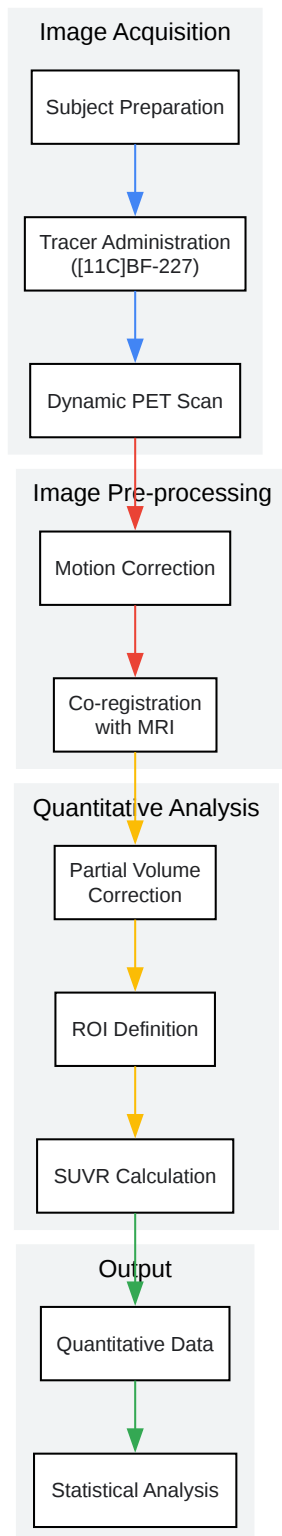 Image Acquisition
Subject Preparation
Tracer Administration
([11C]BF-227)
Dynamic PET Scan
Image Pre-processing
Motion Correction
Co-registration
with MRI
Quantitative Analysis
Partial Volume
Correction
ROI Definition
SUVR Calculation
Output
Quantitative Data
Statistical Analysis